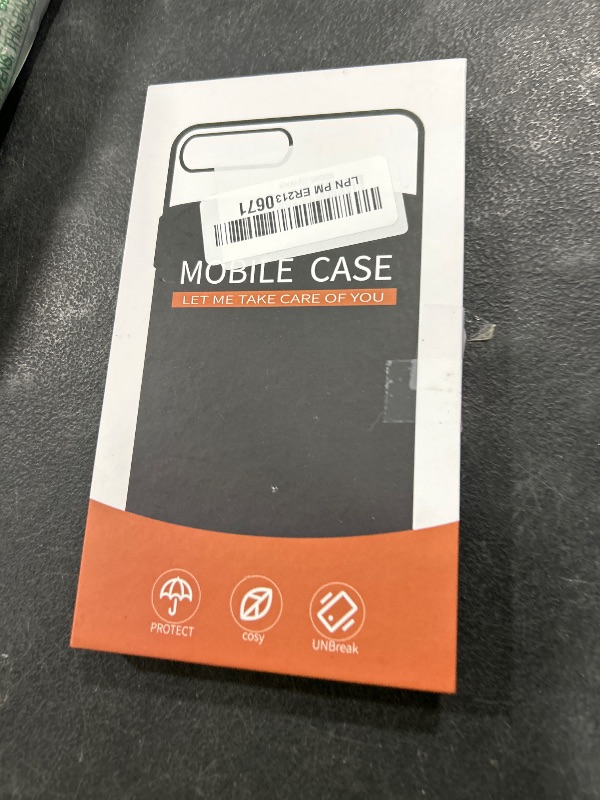 LPN PM ER2130671
MOBILE CASE
LET ME TAKE CARE OF YOU
PROTECT
cosy
UNBreak